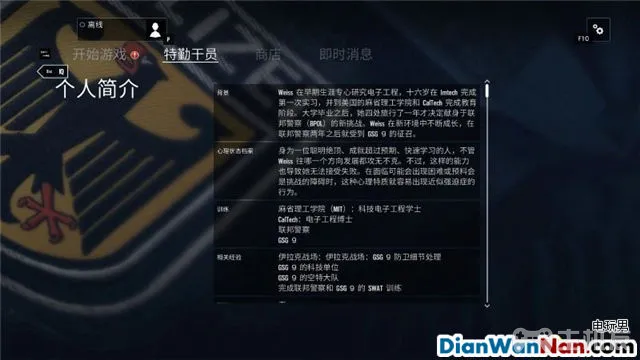 离线
F10
开始游戏
特勤干员
商店
即时消息
Esc
个人简介
背景
Weiss 在早期生涯专心研究电子工程，十六岁在 Imtech 完成
第一次实习，并到美国的麻省理工学院和 CalTech 完成教育
阶段。大学毕业之后，她四处旅行了一年才决定献身于联
邦警察（BPOL）的新挑战。Weiss 在新环境中不断成长，在
联邦警察两年之后就受到 GSG 9 的征召。
心理状态档案
身为一位聪明绝顶、成就超过预期、快速学习的人，不管
Weiss 往哪一个方向发展都攻无不克。不过，这样的能力
也导致她无法接受失败。在面临可能会出现困难或预料会
是挑战的障碍时，这种心理特质就容易出现近似强迫症的
行为。
训练
麻省理工学院（MIT）：科技电子工程学士
CalTech：电子工程博士
联邦警察
GSG 9
相关经验
伊拉克战场：伊拉克战场：GSG 9 防卫细节处理
GSG 9 的科技单位
GSG 9 的空特大队
完成联邦警察和 GSG 9 的 SWAT 训练
电玩男
DianWanNan.com